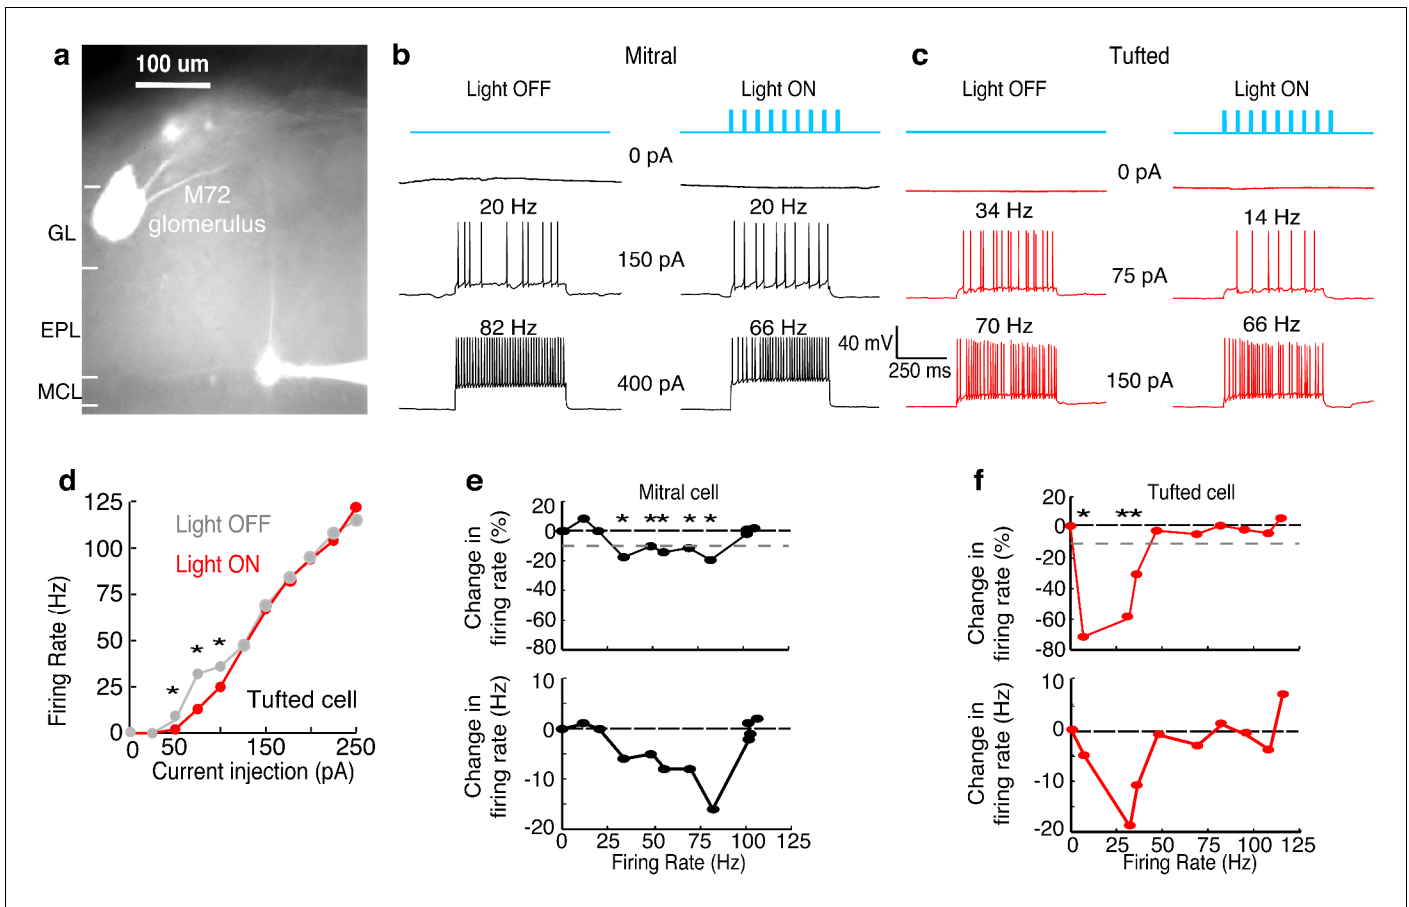 a
100 um
M72
glomerulus
GL
EPL
MCL
b
Mitral
Light OFF
Light ON
0 pA
20 Hz
20 Hz
150 pA
82 Hz
66 Hz
400 pA
40 mV
250 ms
c
Tufted
Light OFF
Light ON
0 pA
34 Hz
14 Hz
75 pA
70 Hz
66 Hz
150 pA
d
125
100
75
50
25
0
Firing Rate (Hz)
Light OFF
Light ON
* * *
Tufted cell
0 50 150 250
Current injection (pA)
e
Mitral cell
20
0
-20
-40
-60
-80
Change in
firing rate (%)
* ** * *
10
0
-10
-20
Change in
firing rate (Hz)
0 25 50 75 100 125
Firing Rate (Hz)
f
Tufted cell
20
0
-20
-40
-60
-80
Change in
firing rate (%)
* **
10
0
-10
-20
Change in
firing rate (Hz)
0 25 50 75 100 125
Firing Rate (Hz)